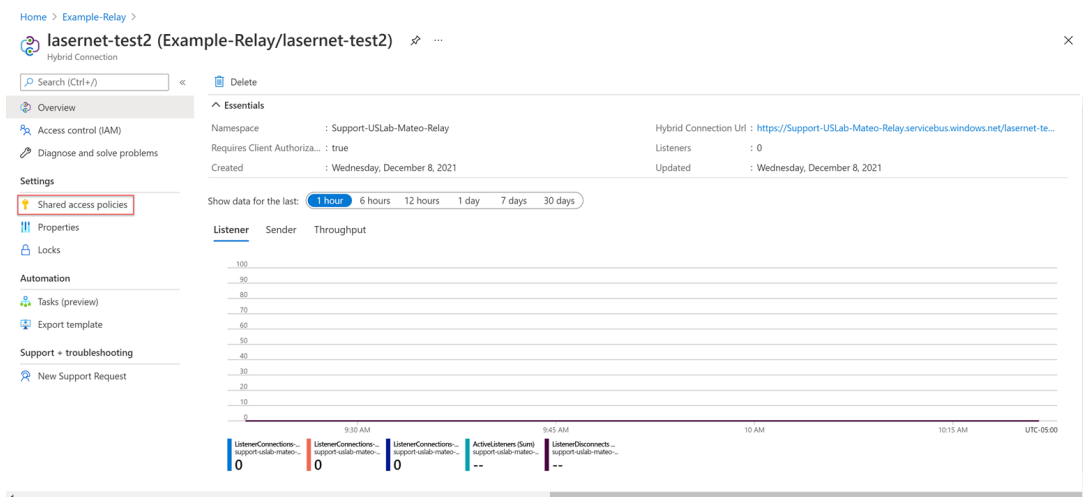 Home > Example-Relay >
lasernet-test2 (Example-Relay/lasernet-test2)
Hybrid Connection
Search (Ctrl+/)
Overview
Access control (IAM)
Diagnose and solve problems
Settings
Shared access policies
Properties
Locks
Automation
Tasks (preview)
Export template
Support + troubleshooting
New Support Request
Delete
Essentials
Namespace : Support-USLab-Mateo-Relay
Requires Client Authoriza... : true
Created : Wednesday, December 8, 2021
Hybrid Connection Url : https://Support-USLab-Mateo-Relay.servicebus.windows.net/lasernet-te...
Listeners : 0
Updated : Wednesday, December 8, 2021
Show data for the last: 1 hour 6 hours 12 hours 1 day 7 days 30 days
Listener Sender Throughput
100
90
80
70
60
50
40
30
20
10
0
9:30 AM 9:45 AM 10 AM 10:15 AM UTC-05:00
ListenerConnections-... ListenerConnections-... ListenerConnections-... ActiveListeners (Sum) ListenerDisconnects ...
support-uslab-mateo-... support-uslab-mateo-... support-uslab-mateo-... support-uslab-mateo-... support-uslab-mateo-...
0 0 0 -- --